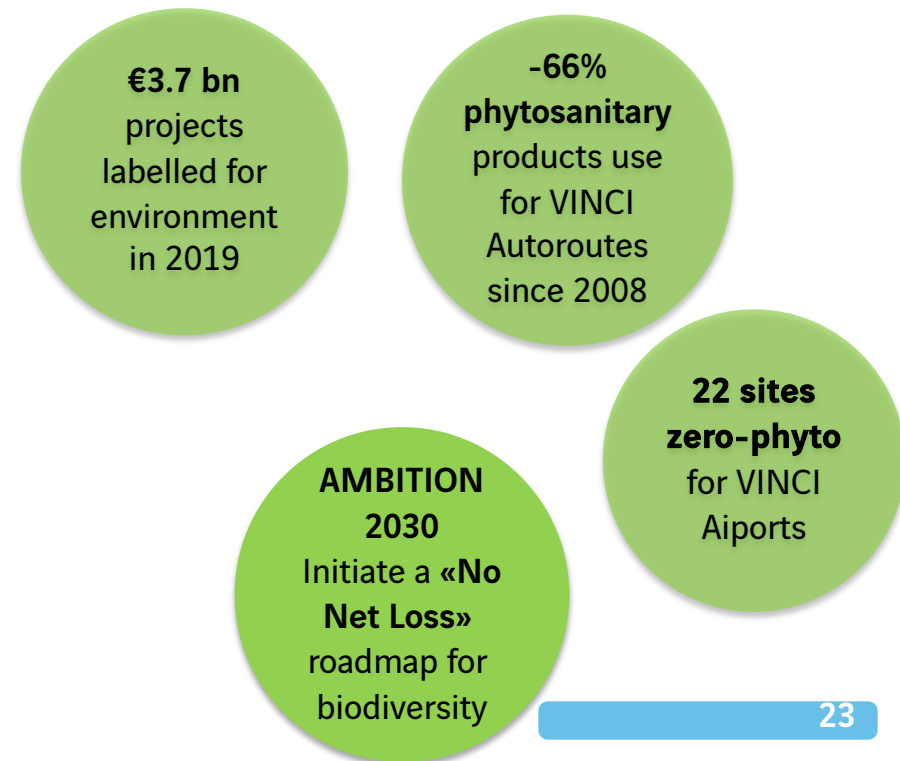 €3.7 bn
projects
labelled for
environment
in 2019
-66%
phytosanitary
products use
for VINCI
Autoroutes
since 2008
22 sites
zero-phyto
for VINCI
Aiports
AMBITION
2030
Initiate a «No
Net Loss»
roadmap for
biodiversity
23